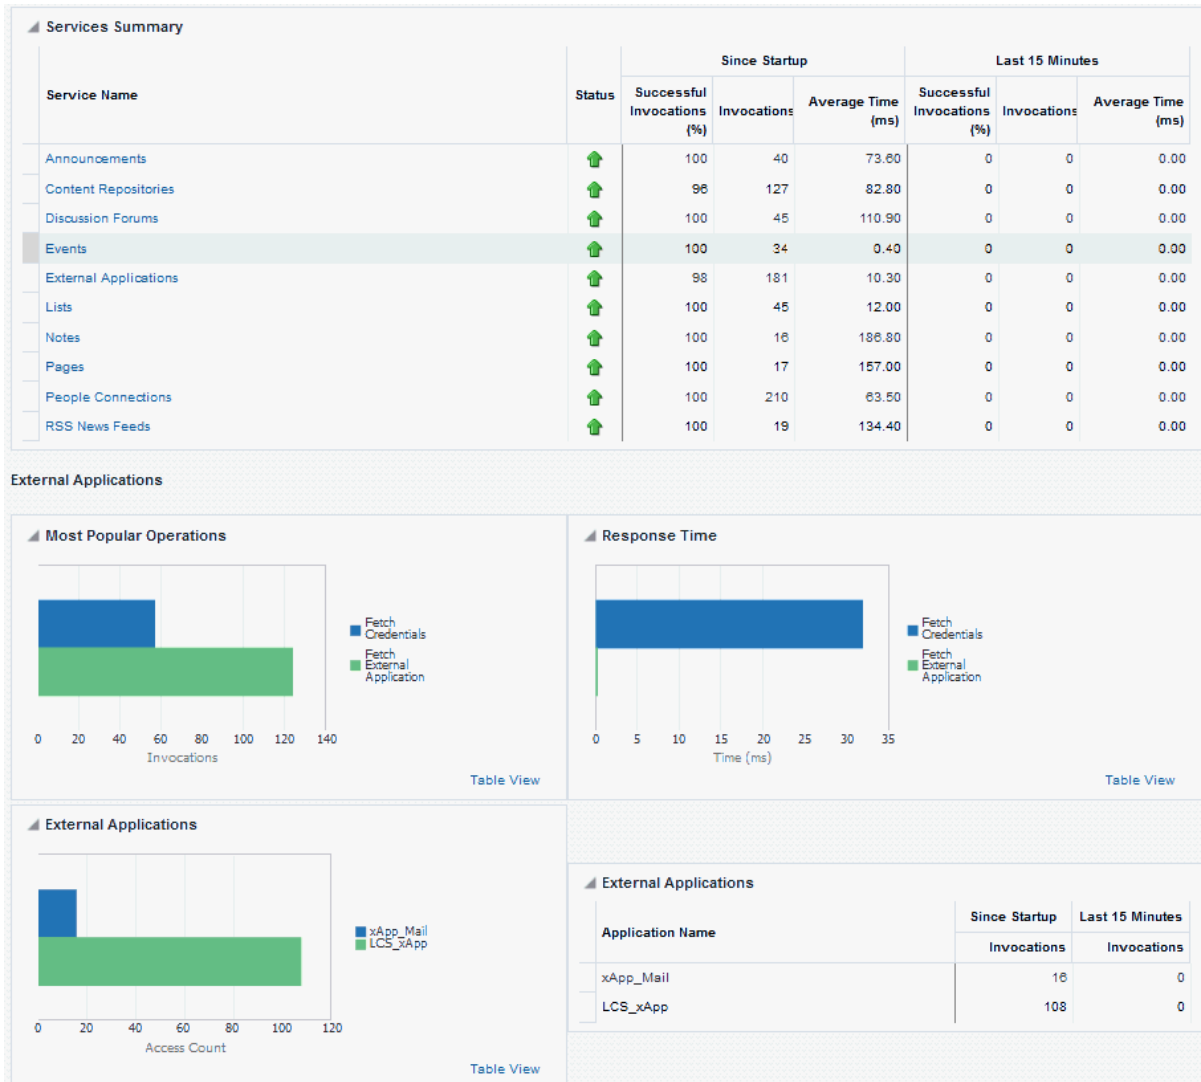 Services Summary
Since Startup Last 15 Minutes
Service Name Status Successful Invocations (%) Invocations Average Time (ms) Successful Invocations (%) Invocations Average Time (ms)
Announcements 100 40 73.60 0 0 0.00
Content Repositories 96 127 82.80 0 0 0.00
Discussion Forums 100 45 110.90 0 0 0.00
Events 100 34 0.40 0 0 0.00
External Applications 98 181 10.30 0 0 0.00
Lists 100 45 12.00 0 0 0.00
Notes 100 16 186.80 0 0 0.00
Pages 100 17 157.00 0 0 0.00
People Connections 100 210 63.50 0 0 0.00
RSS News Feeds 100 19 134.40 0 0 0.00
External Applications
Most Popular Operations
Fetch
Credentials
Fetch
External
Application
0 20 40 60 80 100 120 140
Invocations
Table View
Response Time
Fetch
Credentials
Fetch
External
Application
0 5 10 15 20 25 30 35
Time (ms)
Table View
External Applications
xApp_Mail
LCS_xApp
0 20 40 60 80 100 120
Access Count
Table View
External Applications
Application Name Since Startup Last 15 Minutes
Invocations Invocations
xApp_Mail 16 0
LCS_xApp 108 0